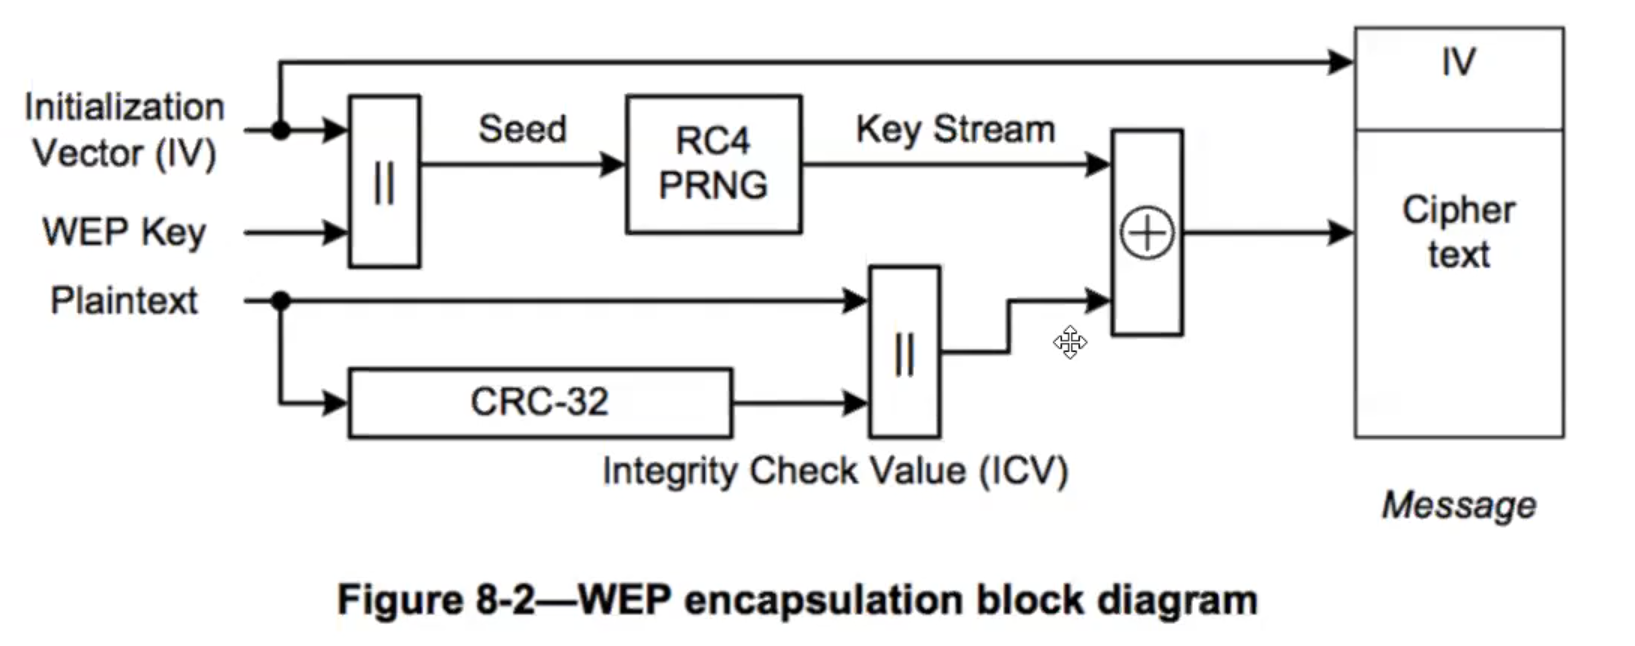 IV
Initialization
Vector (IV)
||
Seed
RC4
PRNG
Key Stream
WEP Key
Cipher
text
Plaintext
||
CRC-32
Integrity Check Value (ICV)
Message
Figure 8-2—WEP encapsulation block diagram